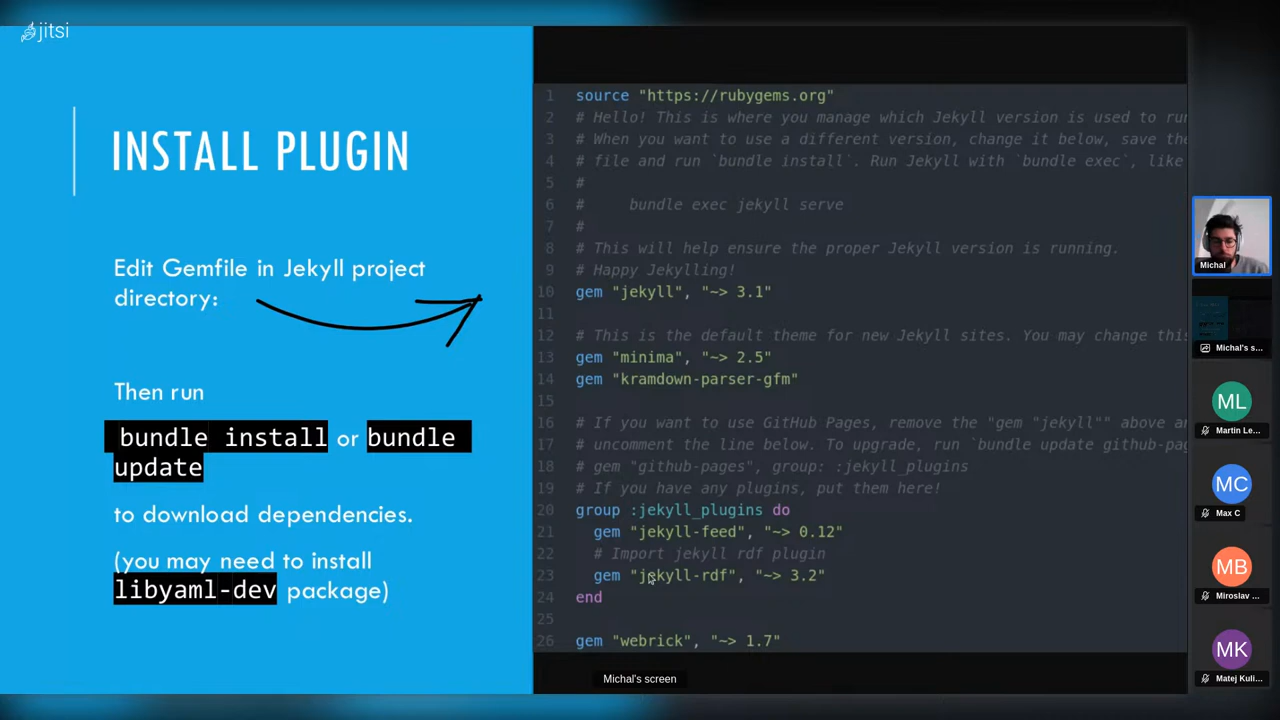 jitsi
INSTALL PLUGIN
Edit Gemfile in Jekyll project
directory:
Then run
bundle install or bundle
update
to download dependencies.
(you may need to install
libyaml-dev package)
1 source "https://rubygems.org"
2 # Hello! This is where you manage which Jekyll version is used to ru
3 # When you want to use a different version, change it below, save the
4 # file and run `bundle install`. Run Jekyll with `bundle exec`, like
5 #
6 #     bundle exec jekyll serve
7 #
8 # This will help ensure the proper Jekyll version is running.
9 # Happy Jekylling!
10 gem "jekyll", "~> 3.1"
11
12 # This is the default theme for new Jekyll sites. You may change this
13 gem "minima", "~> 2.5"
14 gem "kramdown-parser-gfm"
15
16 # If you want to use GitHub Pages, remove the "gem "jekyll"" above a
17 # uncomment the line below. To upgrade, run `bundle update github-pag
18 # gem "github-pages", group: :jekyll_plugins
19 # If you have any plugins, put them here!
20 group :jekyll_plugins do
21   gem "jekyll-feed", "~> 0.12"
22   # Import jekyll rdf plugin
23   gem "jekyll-rdf", "~> 3.2"
24 end
25
26 gem "webrick", "~> 1.7"
Michal's screen
Michal
Michal's s...
ML
Martin Le...
MC
Max C
MB
Miroslav ...
MK
Matej Kuli...